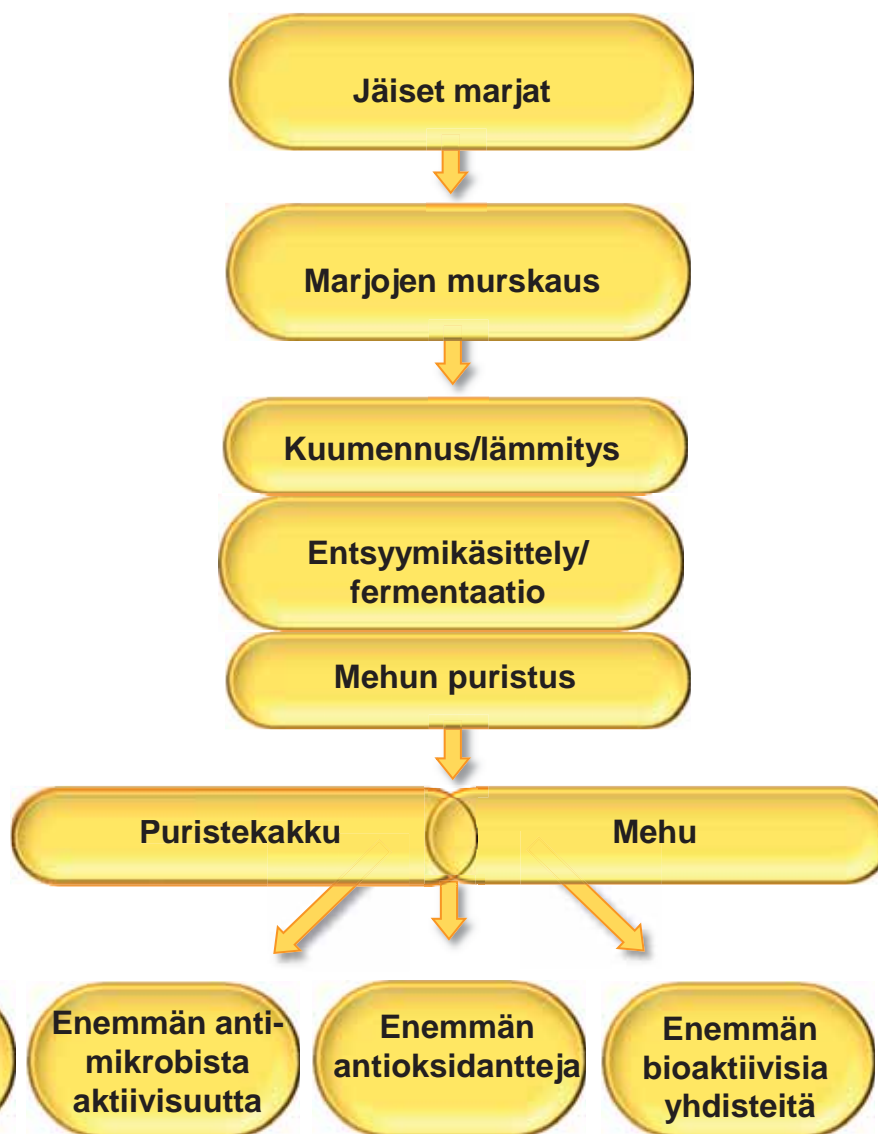 Jäiset marjat
Marjojen murskaus
Kuumennus/lämmitys
Entsyymikäsittely/
fermentaatio
Mehun puristus
Puristekakku
Mehu
Enemmän anti-
mikrobista
aktiivisuutta
Enemmän
antioksidantteja
Enemmän
bioaktiivisia
yhdisteitä